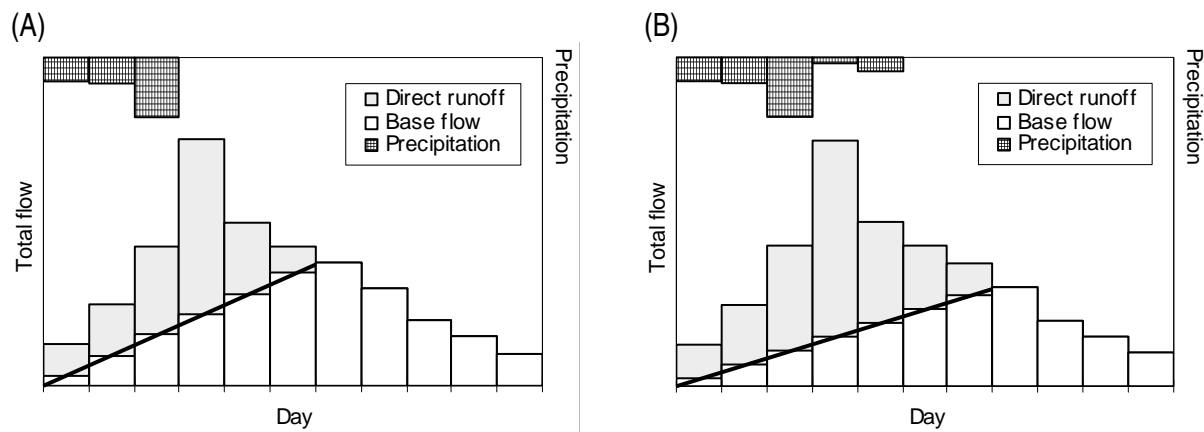 (A)
Total flow
Direct runoff
Base flow
Precipitation
Precipitation
Day
(B)
Total flow
Direct runoff
Base flow
Precipitation
Precipitation
Day